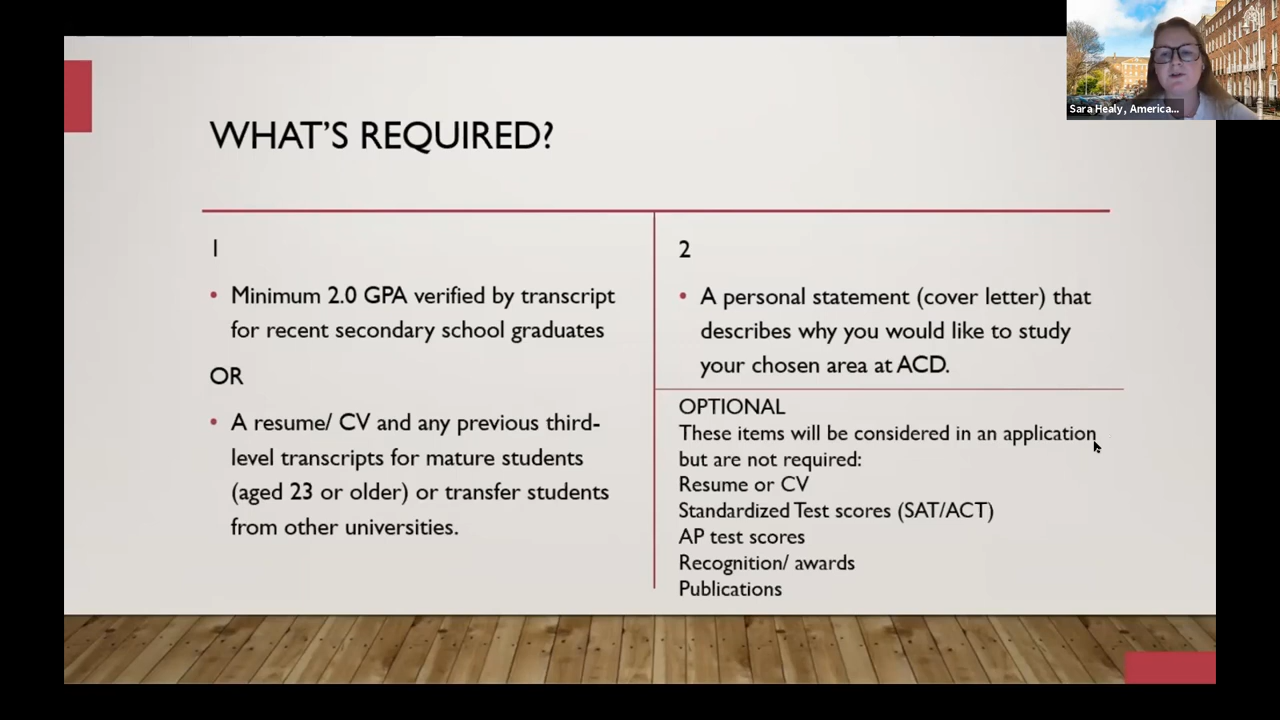 Sara Healy, America...
WHAT'S REQUIRED?
1
• Minimum 2.0 GPA verified by transcript
for recent secondary school graduates
OR
• A resume/ CV and any previous third-
level transcripts for mature students
(aged 23 or older) or transfer students
from other universities.
2
• A personal statement (cover letter) that
describes why you would like to study
your chosen area at ACD.
OPTIONAL
These items will be considered in an application
but are not required:
Resume or CV
Standardized Test scores (SAT/ACT)
AP test scores
Recognition/ awards
Publications